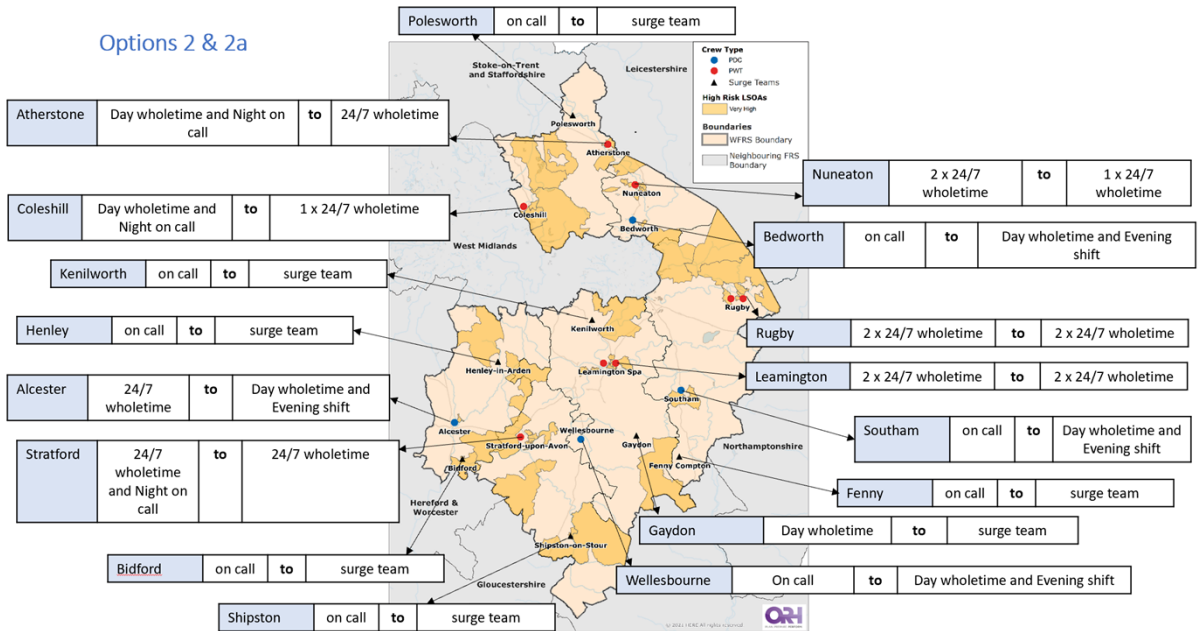 Options 2 & 2a
Polesworth on call to surge team
Atherstone Day wholetime and Night on
call to 24/7 wholetime
Coleshill Day wholetime and
Night on call to 1 x 24/7 wholetime
Kenilworth on call to surge team
Henley on call to surge team
Alcester 24/7
wholetime to Day wholetime and
Evening shift
Stratford 24/7
wholetime
and Night on
call to 24/7 wholetime
Bidford on call to surge team
Shipston on call to surge team
Nuneaton 2 x 24/7
wholetime to 1 x 24/7
wholetime
Bedworth on call to Day wholetime and Evening
shift
Rugby 2 x 24/7 wholetime to 2 x 24/7 wholetime
Leamington 2 x 24/7 wholetime to 2 x 24/7 wholetime
Southam on call to Day wholetime and
Evening shift
Fenny on call to surge team
Gaydon Day wholetime to surge team
Wellesbourne On call to Day wholetime and Evening shift
Crew Type
PDC
PWT
Surge Teams
High Risk LSOAs
Very High
Boundaries
WFRS Boundary
Neighbouring FRS
Boundary
Stoke-on-Trent
and Staffordshire
Leicestershire
Polesworth
Atherstone
Nuneaton
Coleshill
Bedworth
West Midlands
Rugby
Kenilworth
Henley-in-Arden
Leamington Spa
Southam
Alcester
Wellesbourne
Stratford-upon-Avon
Gaydon
Northamptonshire
Bidford
Fenny Compton
Hereford &
Worcester
Shipston-on-Stour
Gloucestershire
ORH